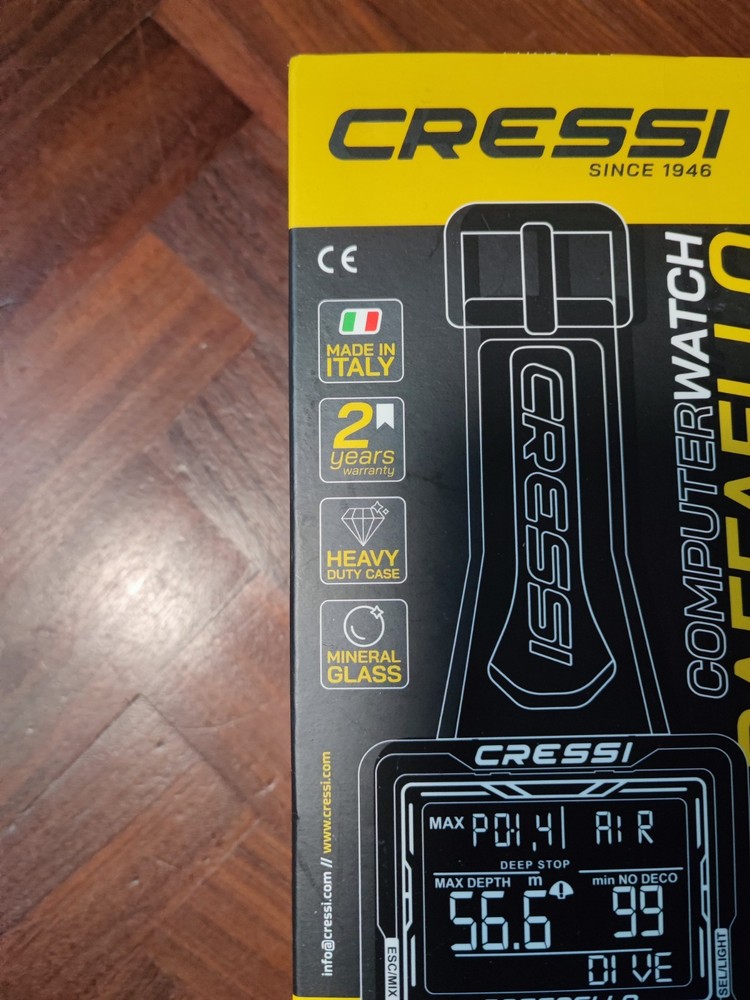 CRESSI
SINCE 1946
CE
MADE IN
ITALY
2
years
warranty
HEAVY
DUTY CASE
MINERAL
GLASS
info@cressi.com // www.cressi.com
CRESSI
COMPUTERWATCH
CRESSI
MAX PO1,4 AIR
DEEP STOP
MAX DEPTH m min NO DECO
56.6 99
DIVE
ESC/MIX
SEL/LIGHT